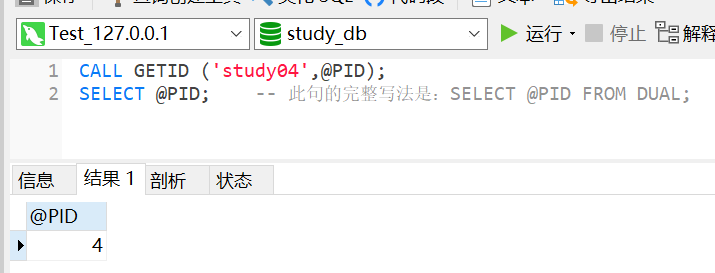 Test_127.0.0.1
study_db
运行
停止
解释
1 CALL GETID ('study04',@PID);
2 SELECT @PID; -- 此句的完整写法是：SELECT @PID FROM DUAL;
信息
结果 1
剖析
状态
@PID
4